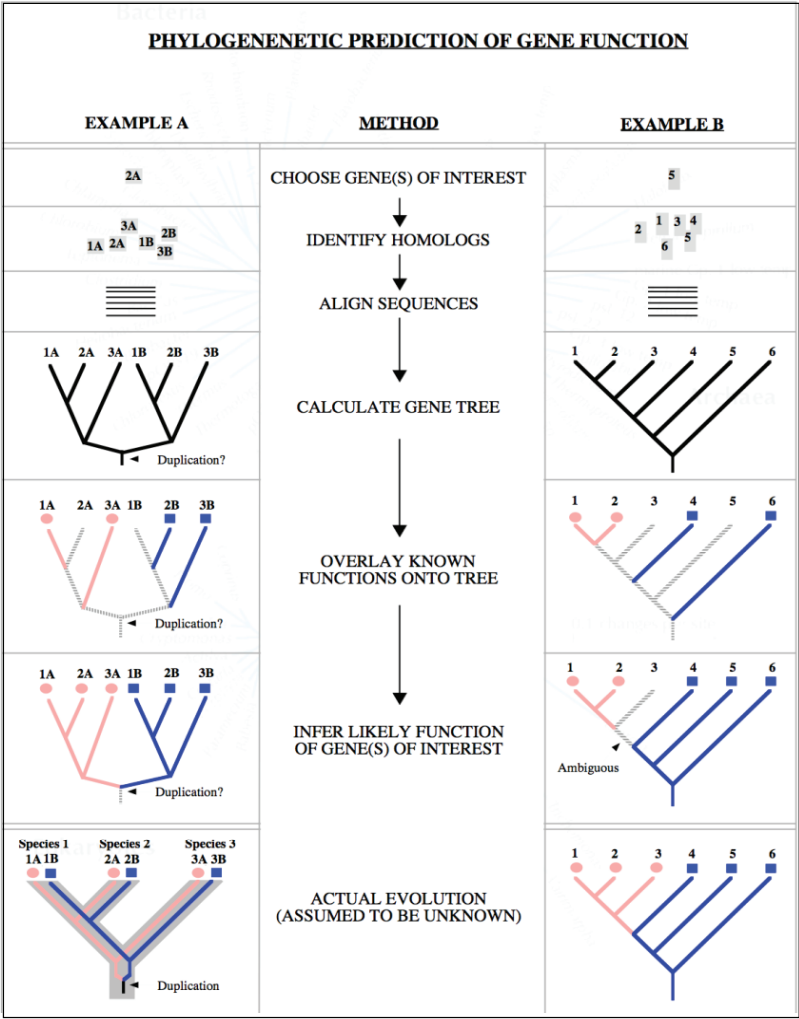 PHYLOGENENETIC PREDICTION OF GENE FUNCTION
EXAMPLE A
METHOD
EXAMPLE B
2A
CHOOSE GENE(S) OF INTEREST
5
3A
1A 2A 1B 2B
3B
IDENTIFY HOMOLOGS
2 1 3 4
6 5
ALIGN SEQUENCES
1A 2A 3A 1B 2B 3B
Duplication?
CALCULATE GENE TREE
1 2 3 4 5 6
1A 2A 3A 1B 2B 3B
Duplication?
OVERLAY KNOWN
FUNCTIONS ONTO TREE
1 2 3 4 5 6
1A 2A 3A 1B 2B 3B
Duplication?
INFER LIKELY FUNCTION
OF GENE(S) OF INTEREST
1 2 3 4 5 6
Ambiguous
Species 1 Species 2 Species 3
1A 1B 2A 2B 3A 3B
Duplication
ACTUAL EVOLUTION
(ASSUMED TO BE UNKNOWN)
1 2 3 4 5 6